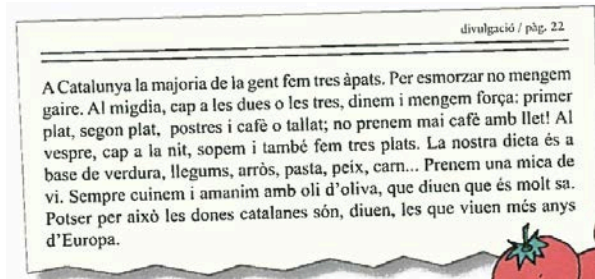 divulgació / pàg. 22
A Catalunya la majoria de la gent fem tres àpats. Per esmorzar no mengem
gaire. Al migdia, cap a les dues o les tres, dinem i mengem força: primer
plat, segon plat, postres i cafè o tallat; no prenem mai cafè amb llet! Al
vespre, cap a la nit, sopem i també fem tres plats. La nostra dieta és a
base de verdura, llegums, arròs, pasta, peix, carn... Prenem una mica de
vi. Sempre cuinem i amanim amb oli d'oliva, que diuen que és molt sa.
Potser per això les dones catalanes són, diuen, les que viuen més anys
d'Europa.